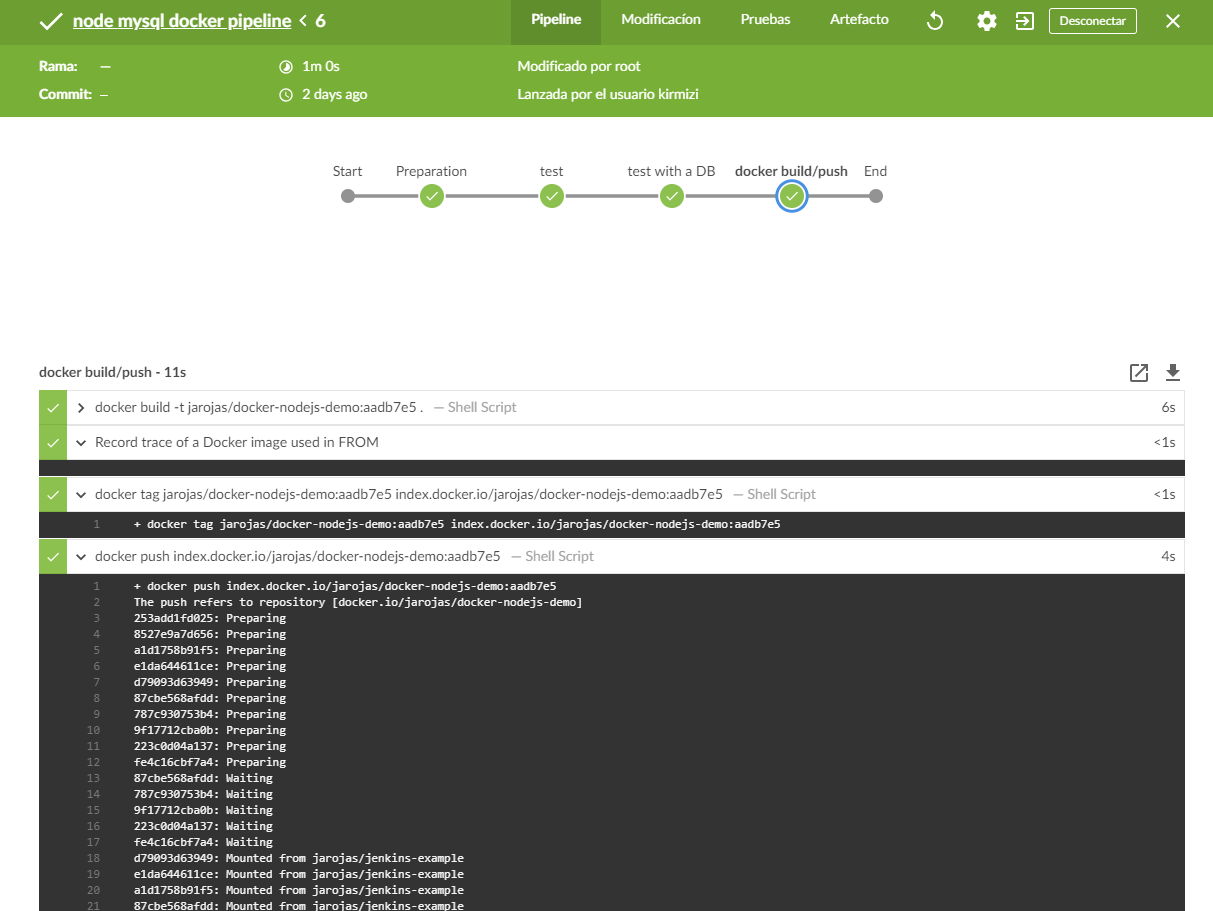 node mysql docker pipeline < 6
Pipeline
Modificacíon
Pruebas
Artefacto
Desconectar
Rama: —
1m 0s
Modificado por root
Commit: —
2 days ago
Lanzada por el usuario kirmizi
Start
Preparation
test
test with a DB
docker build/push
End
docker build/push - 11s
docker build -t jarojas/docker-nodejs-demo:aadb7e5 . — Shell Script 6s
Record trace of a Docker image used in FROM <1s
docker tag jarojas/docker-nodejs-demo:aadb7e5 index.docker.io/jarojas/docker-nodejs-demo:aadb7e5 — Shell Script <1s
1 + docker tag jarojas/docker-nodejs-demo:aadb7e5 index.docker.io/jarojas/docker-nodejs-demo:aadb7e5
docker push index.docker.io/jarojas/docker-nodejs-demo:aadb7e5 — Shell Script 4s
1 + docker push index.docker.io/jarojas/docker-nodejs-demo:aadb7e5
2 The push refers to repository [docker.io/jarojas/docker-nodejs-demo]
3 253add1fd025: Preparing
4 8527e9a7d656: Preparing
5 a1d1758b91f5: Preparing
6 e1da644611ce: Preparing
7 d79093d63949: Preparing
8 87cbe568afdd: Preparing
9 787c930753b4: Preparing
10 9f17712cba0b: Preparing
11 223c0d04a137: Preparing
12 fe4c16cbf7a4: Preparing
13 87cbe568afdd: Waiting
14 787c930753b4: Waiting
15 9f17712cba0b: Waiting
16 223c0d04a137: Waiting
17 fe4c16cbf7a4: Waiting
18 d79093d63949: Mounted from jarojas/jenkins-example
19 e1da644611ce: Mounted from jarojas/jenkins-example
20 a1d1758b91f5: Mounted from jarojas/jenkins-example
21 87cbe568afdd: Mounted from jarojas/jenkins-example